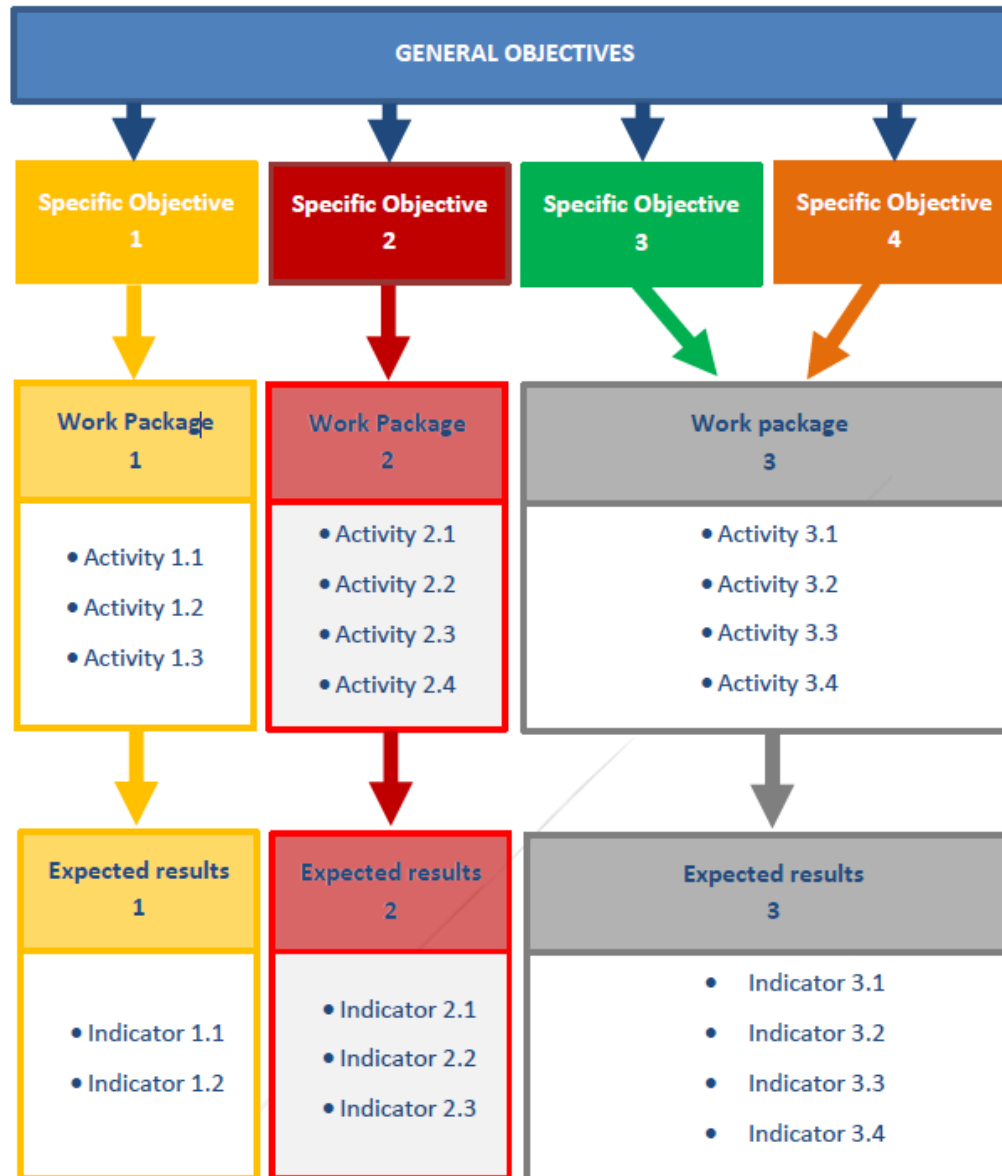 GENERAL OBJECTIVES
Specific Objective
1
Specific Objective
2
Specific Objective
3
Specific Objective
4
Work Package
1
Work Package
2
Work package
3
• Activity 1.1
• Activity 1.2
• Activity 1.3
• Activity 2.1
• Activity 2.2
• Activity 2.3
• Activity 2.4
• Activity 3.1
• Activity 3.2
• Activity 3.3
• Activity 3.4
Expected results
1
Expected results
2
Expected results
3
• Indicator 1.1
• Indicator 1.2
• Indicator 2.1
• Indicator 2.2
• Indicator 2.3
• Indicator 3.1
• Indicator 3.2
• Indicator 3.3
• Indicator 3.4